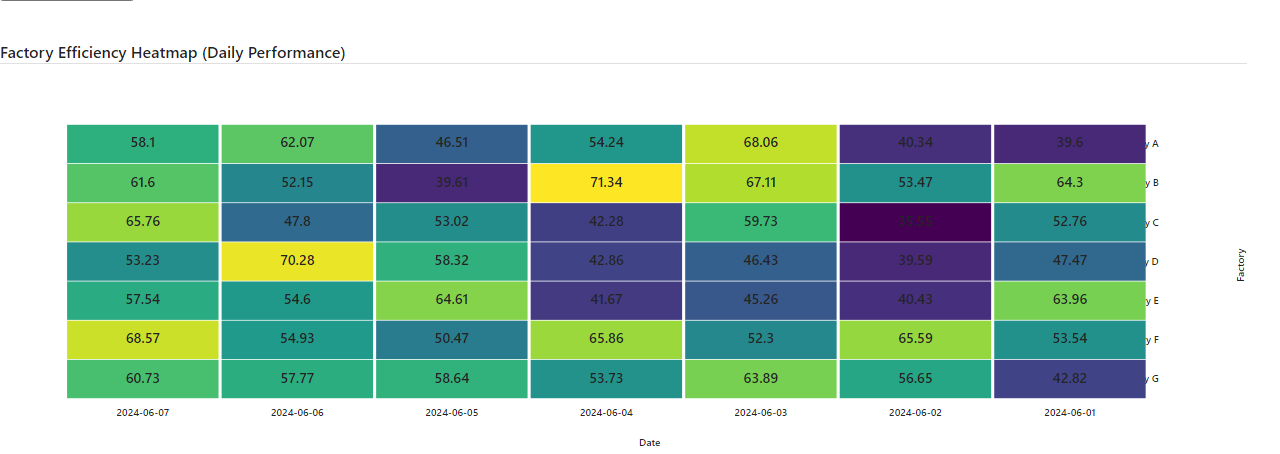 Factory Efficiency Heatmap (Daily Performance)
58.1 62.07 46.51 54.24 68.06 40.34 39.6 y A
61.6 52.15 39.61 71.34 67.11 53.47 64.3 y B
65.76 47.8 53.02 42.28 59.73 52.76 y C
53.23 70.28 58.32 42.86 46.43 39.59 47.47 y D
57.54 54.6 64.61 41.67 45.26 40.43 63.96 y E
68.57 54.93 50.47 65.86 52.3 65.59 53.54 y F
60.73 57.77 58.64 53.73 63.89 56.65 42.82 y G
2024-06-07 2024-06-06 2024-06-05 2024-06-04 2024-06-03 2024-06-02 2024-06-01
Date
Factory